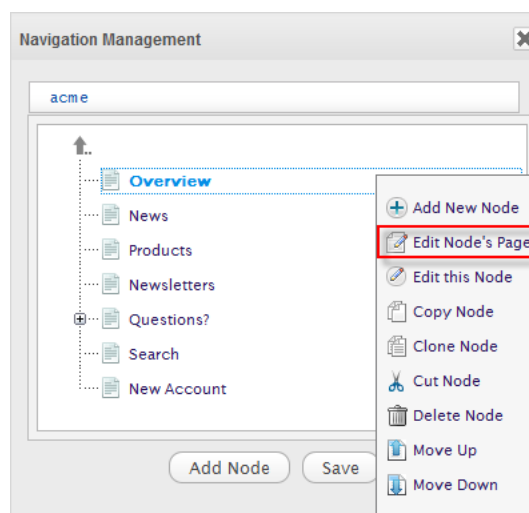 Navigation Management
acme
..
Overview
News
Products
Newsletters
Questions?
Search
New Account
Add New Node
Edit Node's Page
Edit this Node
Copy Node
Clone Node
Cut Node
Delete Node
Move Up
Move Down
Add Node
Save